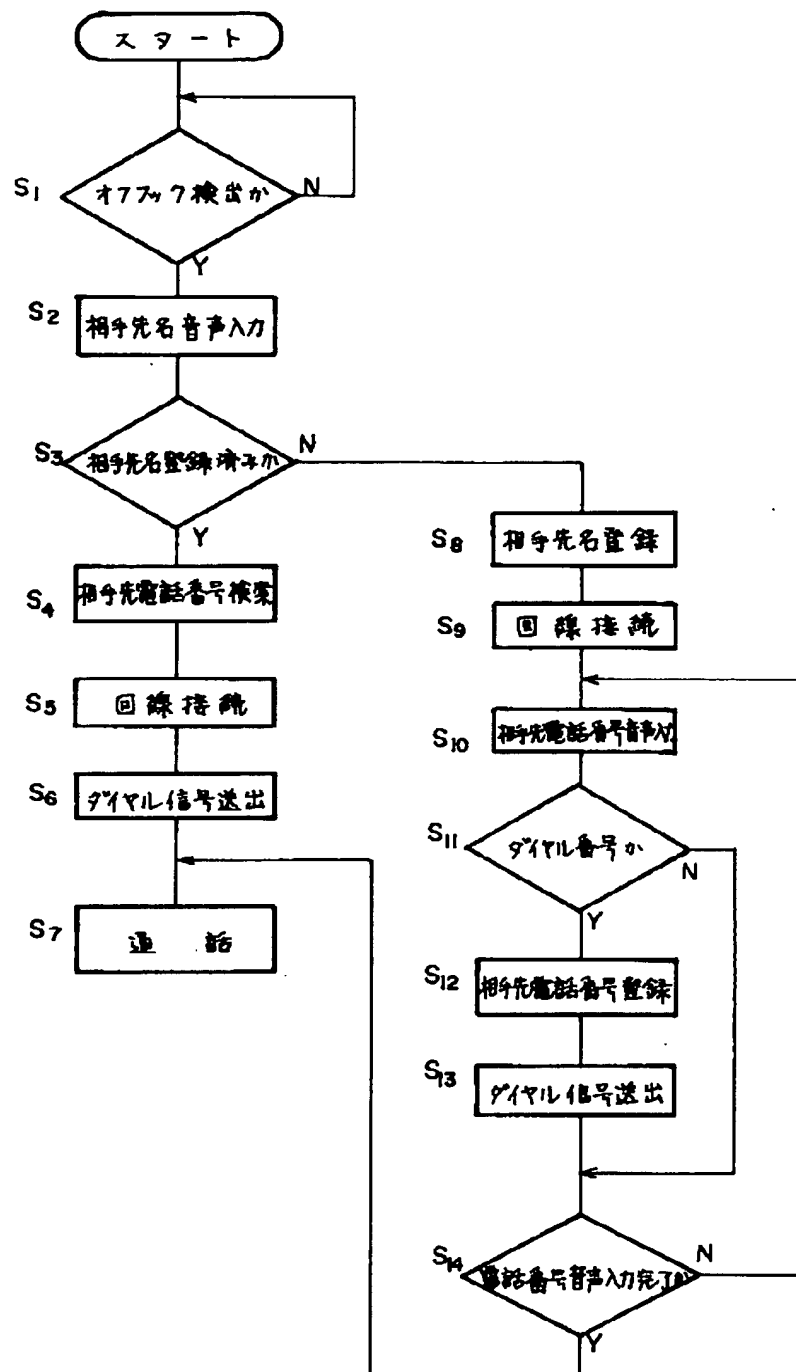 スタート
S1 オフフック検出か N
Y
S2 相手先名音声入力
S3 相手先名登録済みか N
Y
S4 相手先電話番号検索
S5 回線接続
S6 ダイヤル信号送出
S7 通話
S8 相手先名登録
S9 回線接続
S10 相手先電話番号音声入力
S11 ダイヤル番号か N
Y
S12 相手先電話番号登録
S13 ダイヤル信号送出
S14 電話番号音声入力完了か N
Y